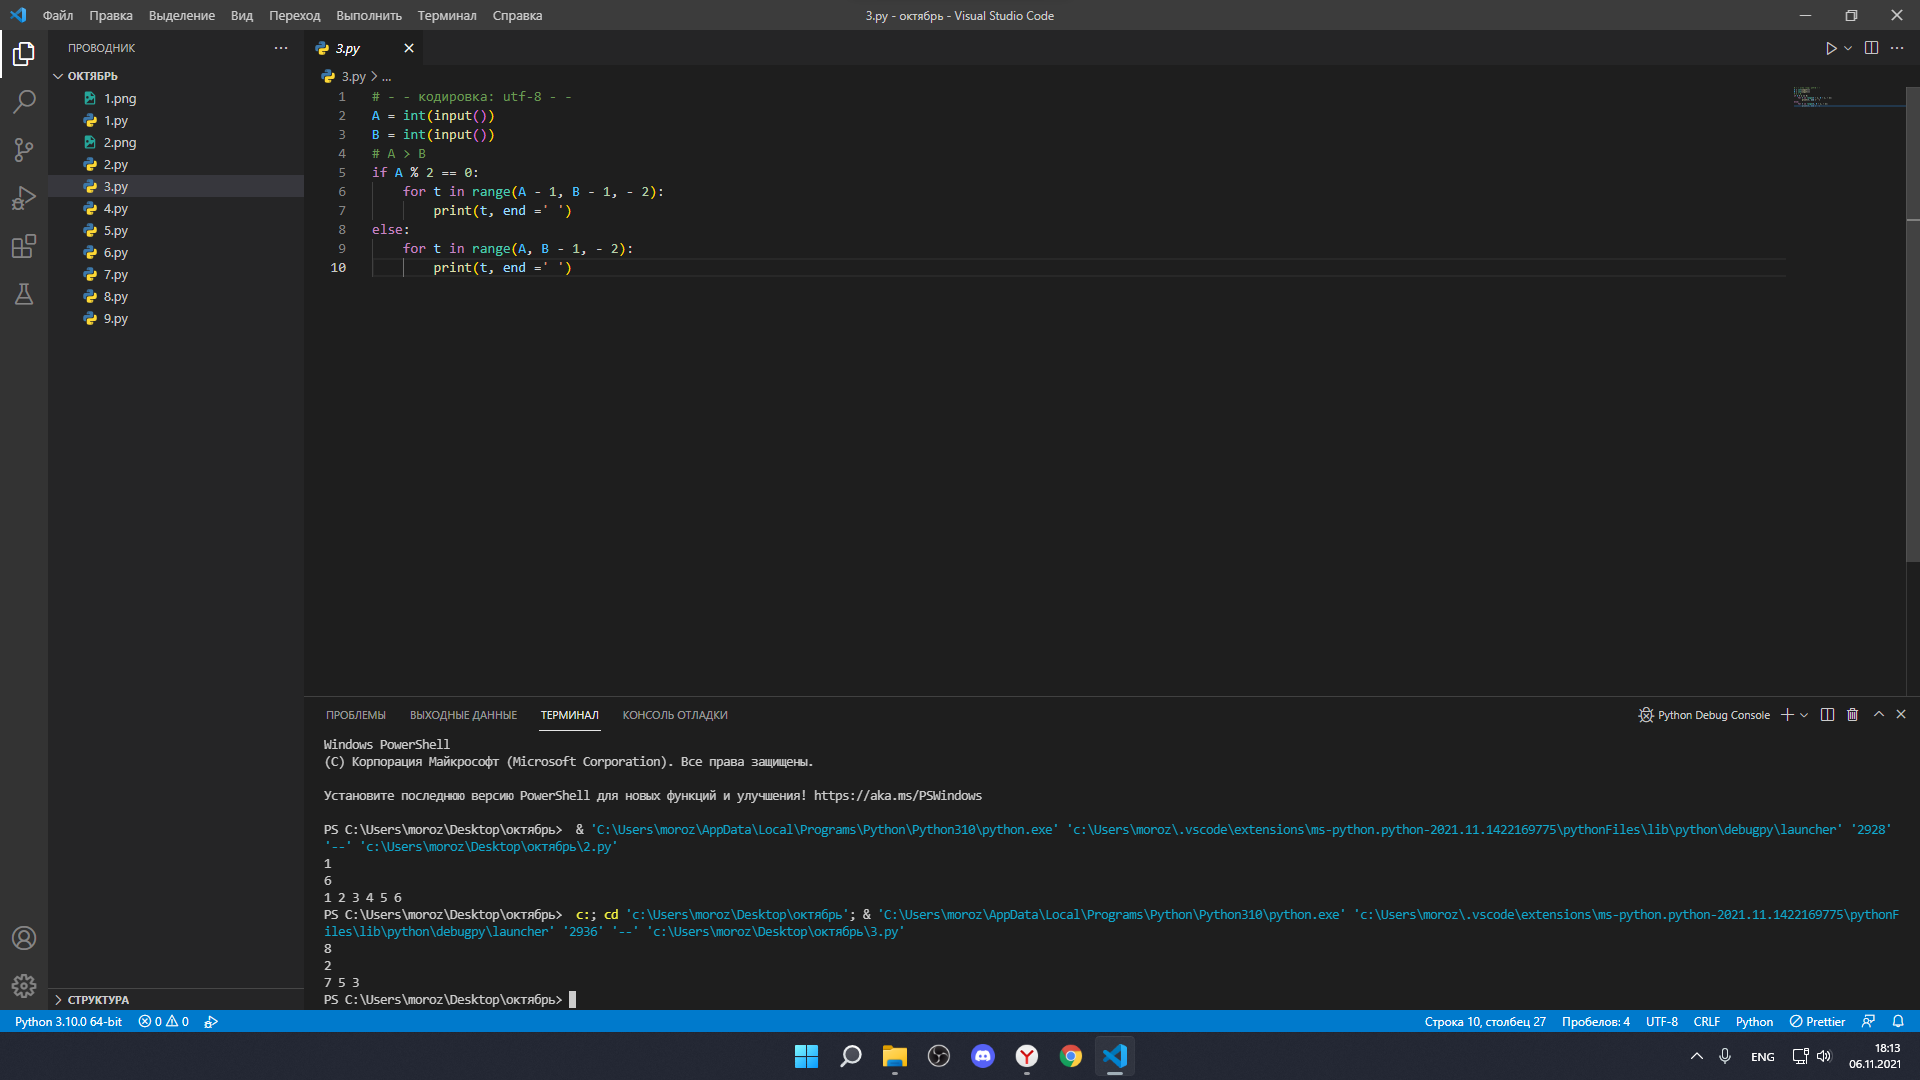 Файл Правка Выделение Вид Переход Выполнить Терминал Справка
3.py - октябрь - Visual Studio Code
ПРОВОДНИК
ОКТЯБРЬ
1.png
1.py
2.png
2.py
3.py
4.py
5.py
6.py
7.py
8.py
9.py
СТРУКТУРА
3.py
3.py > ...
1 # - - кодировка: utf-8 - -
2 A = int(input())
3 B = int(input())
4 # A > B
5 if A % 2 == 0:
6 for t in range(A - 1, B - 1, - 2):
7 print(t, end =' ')
8 else:
9 for t in range(A, B - 1, - 2):
10 print(t, end =' ')
ПРОБЛЕМЫ ВЫХОДНЫЕ ДАННЫЕ ТЕРМИНАЛ КОНСОЛЬ ОТЛАДКИ
Python Debug Console
Windows PowerShell
(C) Корпорация Майкрософт (Microsoft Corporation). Все права защищены.
Установите последнюю версию PowerShell для новых функций и улучшения! https://aka.ms/PSWindows
PS C:\Users\moroz\Desktop\октябрь>  & 'C:\Users\moroz\AppData\Local\Programs\Python\Python310\python.exe' 'c:\Users\moroz\.vscode\extensions\ms-python.python-2021.11.1422169775\pythonFiles\lib\python\debugpy\launcher' '2928'
'--' 'c:\Users\moroz\Desktop\октябрь\2.py'
1
6
1 2 3 4 5 6
PS C:\Users\moroz\Desktop\октябрь>  c:; cd 'c:\Users\moroz\Desktop\октябрь'; & 'C:\Users\moroz\AppData\Local\Programs\Python\Python310\python.exe' 'c:\Users\moroz\.vscode\extensions\ms-python.python-2021.11.1422169775\pythonF
iles\lib\python\debugpy\launcher' '2936' '--' 'c:\Users\moroz\Desktop\октябрь\3.py'
8
2
7 5 3
PS C:\Users\moroz\Desktop\октябрь>
Python 3.10.0 64-bit 0 0
Строка 10, столбец 27 Пробелов: 4 UTF-8 CRLF Python Prettier
ENG
18:13
06.11.2021